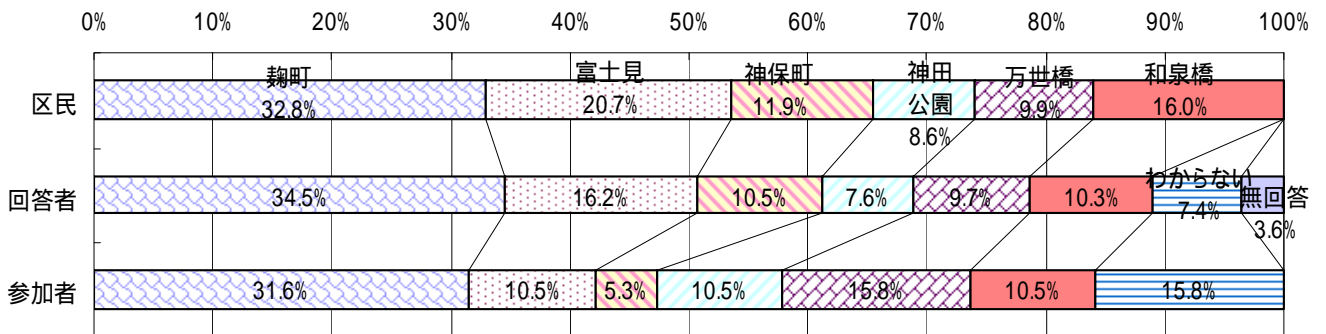 0% 10% 20% 30% 40% 50% 60% 70% 80% 90% 100%
麹町 富士見 神保町 神田公園 万世橋 和泉橋
区民 32.8% 20.7% 11.9% 8.6% 9.9% 16.0%
わからない 無回答
回答者 34.5% 16.2% 10.5% 7.6% 9.7% 10.3% 7.4% 3.6%
参加者 31.6% 10.5% 5.3% 10.5% 15.8% 10.5% 15.8%